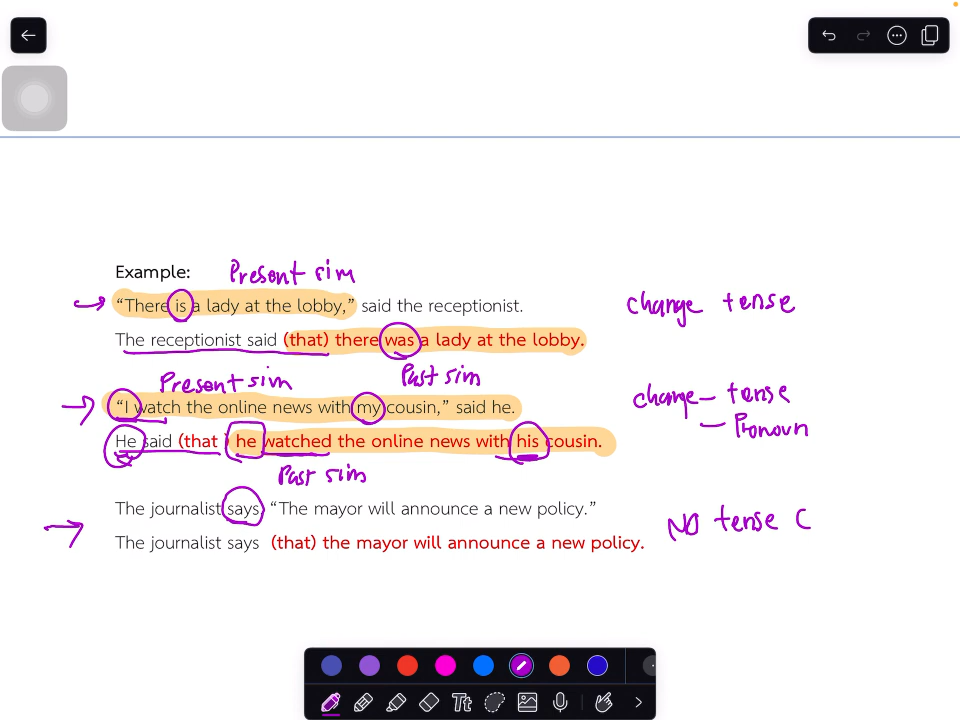 Example: Present sim
“There is a lady at the lobby,” said the receptionist. change tense
The receptionist said (that) there was a lady at the lobby.
Present sim Past sim
“I watch the online news with my cousin,” said he. change – tense
– Pronoun
He said (that ) he watched the online news with his cousin.
Past sim
The journalist says, “The mayor will announce a new policy.”
The journalist says (that) the mayor will announce a new policy. NO tense C
Tt